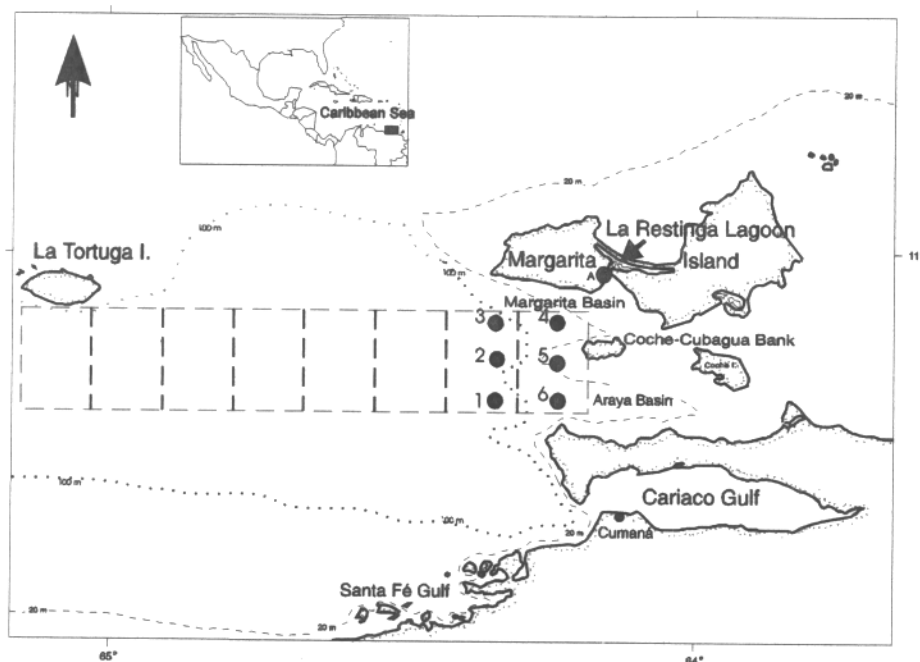 Caribbean Sea
20 m
20 m
100 m
La Restinga Lagoon
La Tortuga I.
Margarita
Island
11
100 m
A
Margarita Basin
3
4
Coche-Cubagua Bank
2
5
Coche I.
1
6
Araya Basin
100 m
Cariaco Gulf
100 m
20 m
Cumaná
Santa Fé Gulf
20 m
20 m
65°
64°